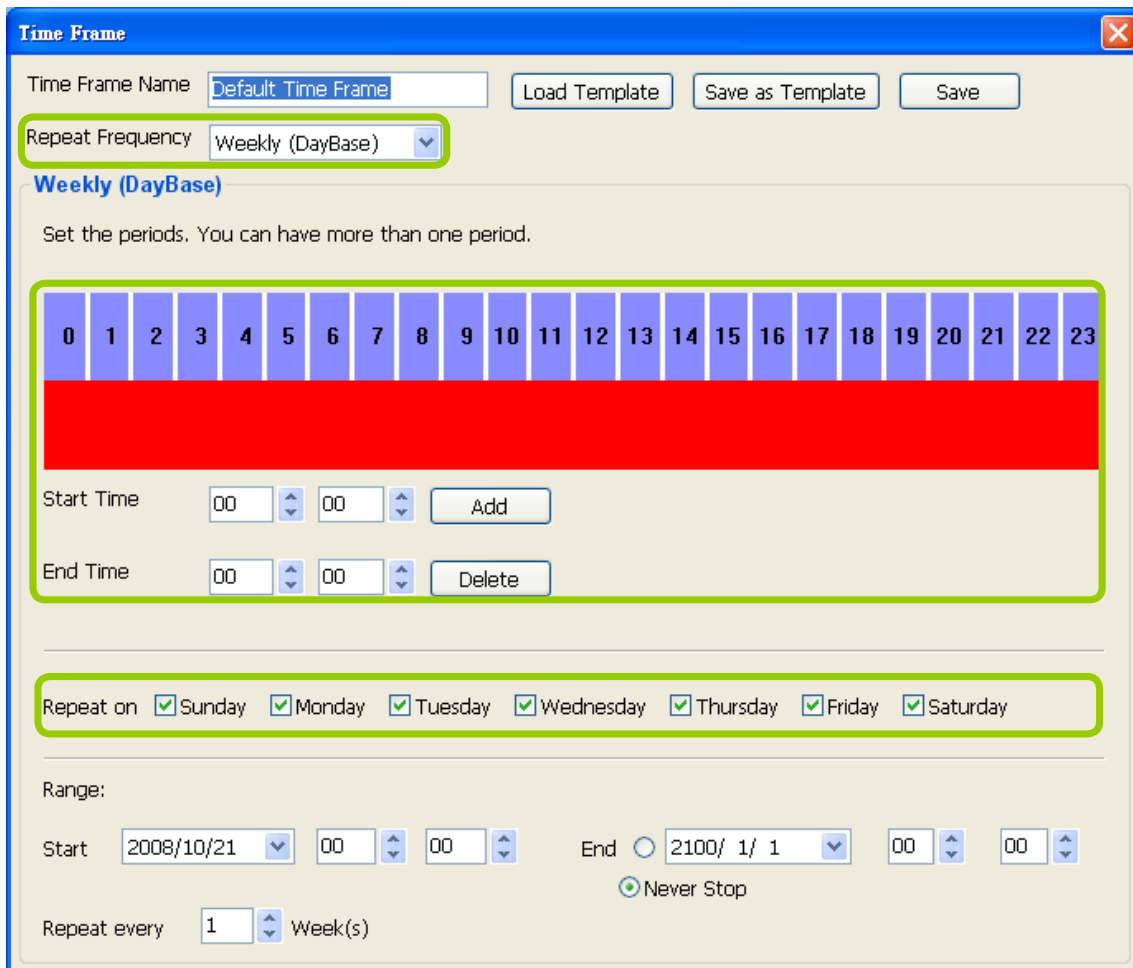 Time Frame
Time Frame Name Default Time Frame Load Template Save as Template Save
Repeat Frequency Weekly (DayBase)
Weekly (DayBase)
Set the periods. You can have more than one period.
0 1 2 3 4 5 6 7 8 9 10 11 12 13 14 15 16 17 18 19 20 21 22 23
Start Time 00 00 Add
End Time 00 00 Delete
Repeat on Sunday Monday Tuesday Wednesday Thursday Friday Saturday
Range:
Start 2008/10/21 00 00 End 2100/ 1/ 1 00 00
Never Stop
Repeat every 1 Week(s)